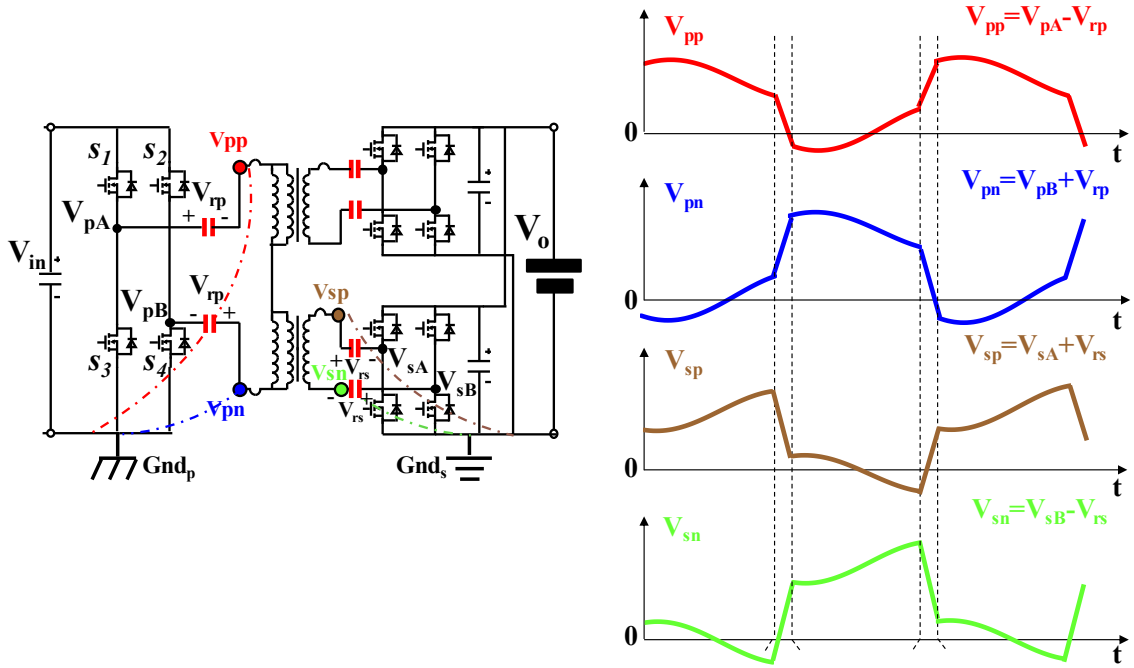 Vpp
S1
S2
Vrp
+ -
VpA
Vin
+
-
Vrp
VpB
- +
S3
S4
Vpn
Gndp
Vsp
+ Vrs -
VsA
Vsn
VsB
- Vrs +
Gnds
+
-
+
-
Vo
Vpp
Vpp=VpA-Vrp
0
t
Vpn
Vpn=VpB+Vrp
0
t
Vsp
Vsp=VsA+Vrs
0
t
Vsn
Vsn=VsB-Vrs
0
t